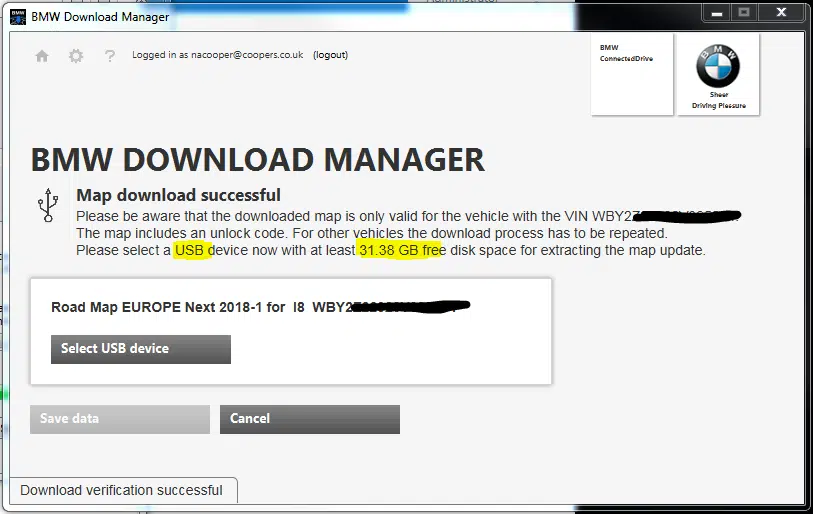 BMW Download Manager
Logged in as nacooper@coopers.co.uk (logout)
BMW
ConnectedDrive
BMW
Sheer
Driving Pleasure
BMW DOWNLOAD MANAGER
Map download successful
Please be aware that the downloaded map is only valid for the vehicle with the VIN WBY2
The map includes an unlock code. For other vehicles the download process has to be repeated.
Please select a USB device now with at least 31.38 GB free disk space for extracting the map update.
Road Map EUROPE Next 2018-1 for I8 WBY2
Select USB device
Save data
Cancel
Download verification successful